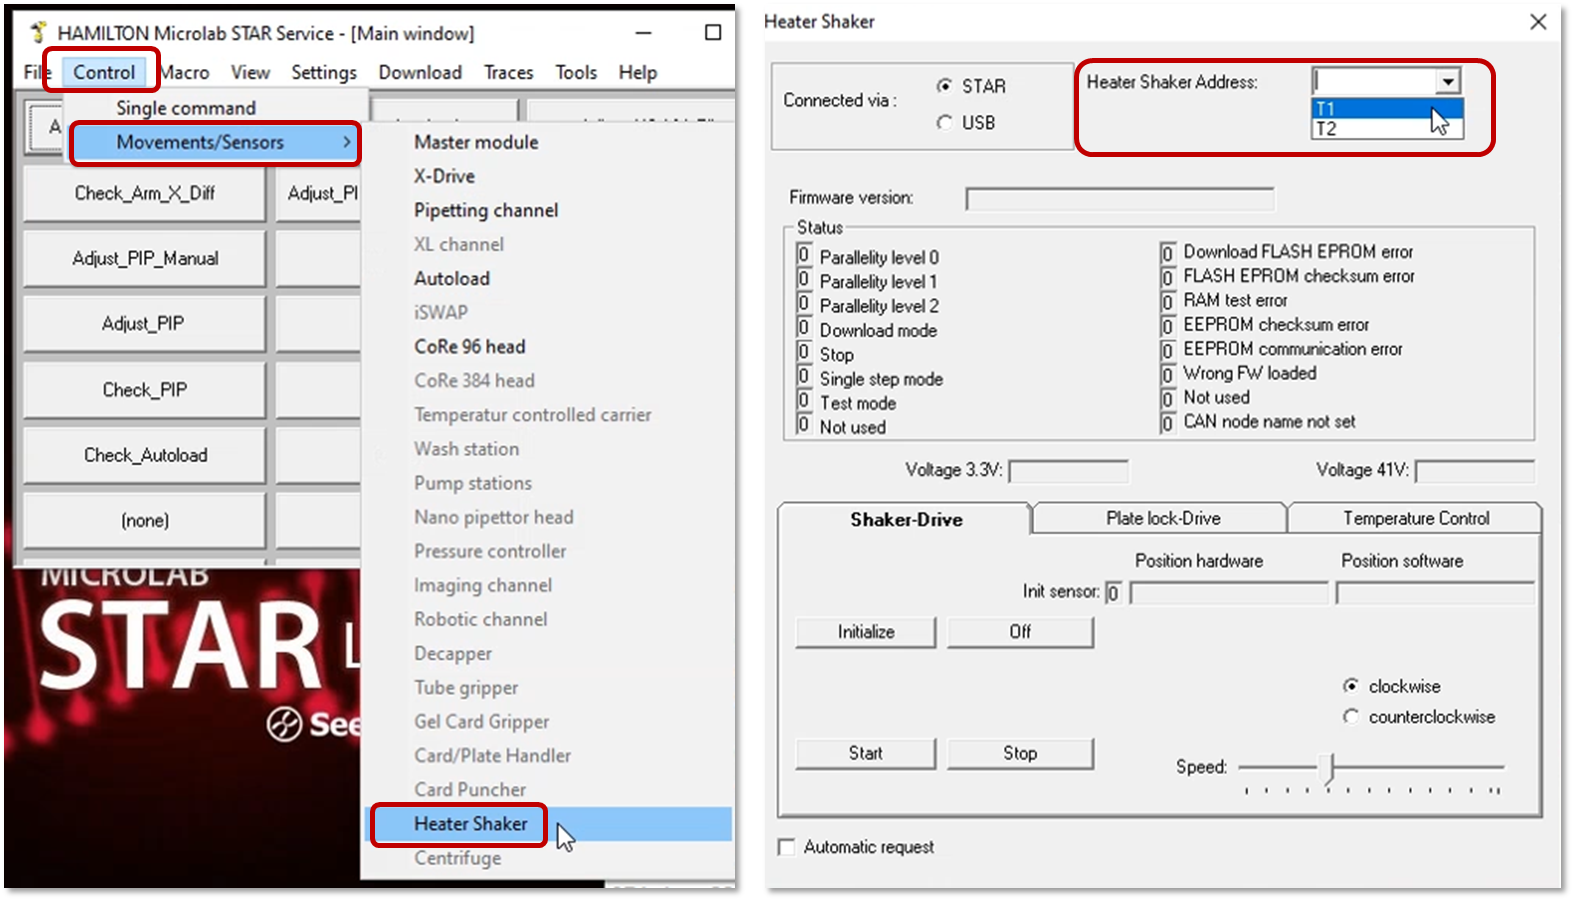 HAMILTON Microlab STAR Service - [Main window]
File Control Macro View Settings Download Traces Tools Help
Single command
Movements/Sensors
Master module
X-Drive
Pipetting channel
XL channel
Autoload
iSWAP
CoRe 96 head
CoRe 384 head
Temperatur controlled carrier
Wash station
Pump stations
Nano pipettor head
Pressure controller
Imaging channel
Robotic channel
Decapper
Tube gripper
Gel Card Gripper
Card/Plate Handler
Card Puncher
Heater Shaker
Centrifuge
A
Check_Arm_X_Diff
Adjust_PI
Adjust_PIP_Manual
Adjust_PIP
Check_PIP
Check_Autoload
(none)
MICROLAB
STAR L
See
Heater Shaker
Connected via :
STAR
USB
Heater Shaker Address:
T1
T2
Firmware version:
Status
0 Parallelity level 0
0 Parallelity level 1
0 Parallelity level 2
0 Download mode
0 Stop
0 Single step mode
0 Test mode
0 Not used
0 Download FLASH EPROM error
0 FLASH EPROM checksum error
0 RAM test error
0 EEPROM checksum error
0 EEPROM communication error
0 Wrong FW loaded
0 Not used
0 CAN node name not set
Voltage 3.3V:
Voltage 41V:
Shaker-Drive
Plate lock-Drive
Temperature Control
Position hardware
Position software
Init sensor: 0
Initialize
Off
clockwise
counterclockwise
Start
Stop
Speed:
Automatic request